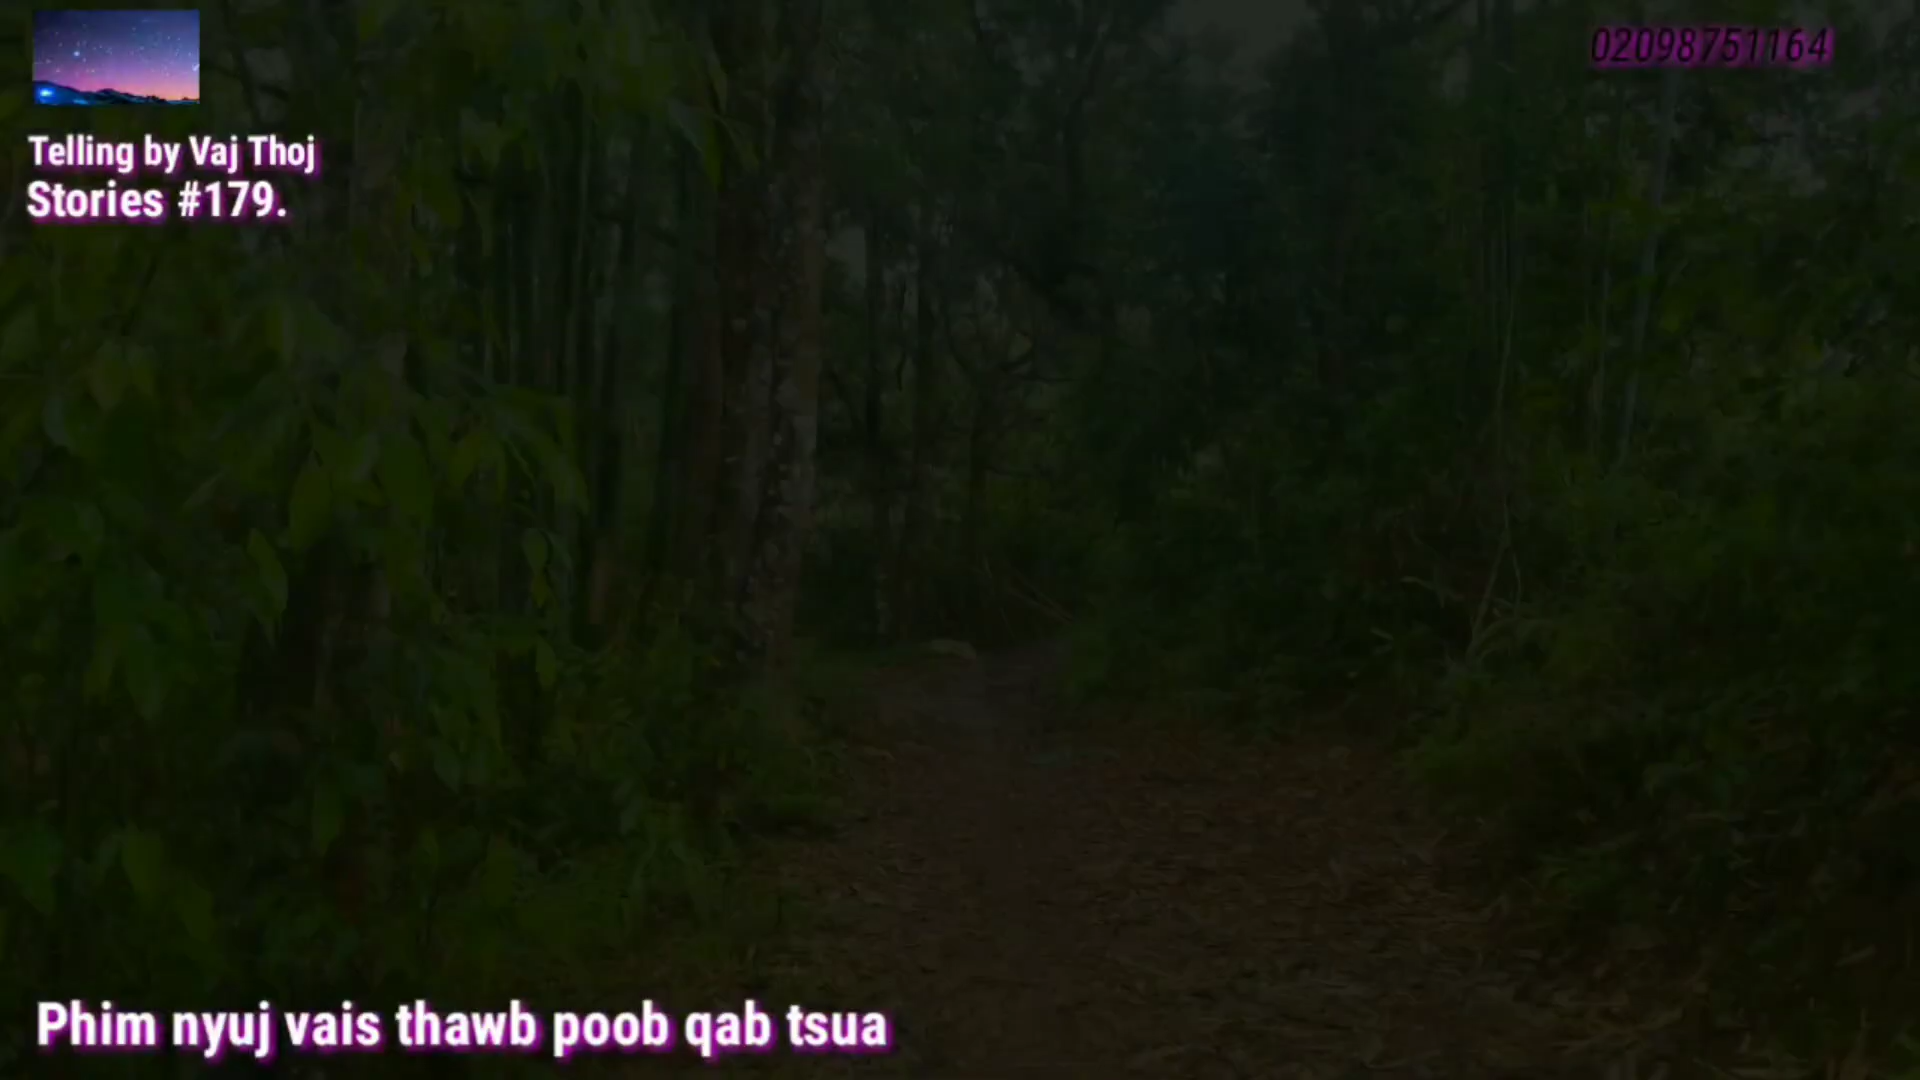 02098751164
Telling by Vaj Thoj
Stories #179.
Phim nyuj vais thawb poob qab tsua